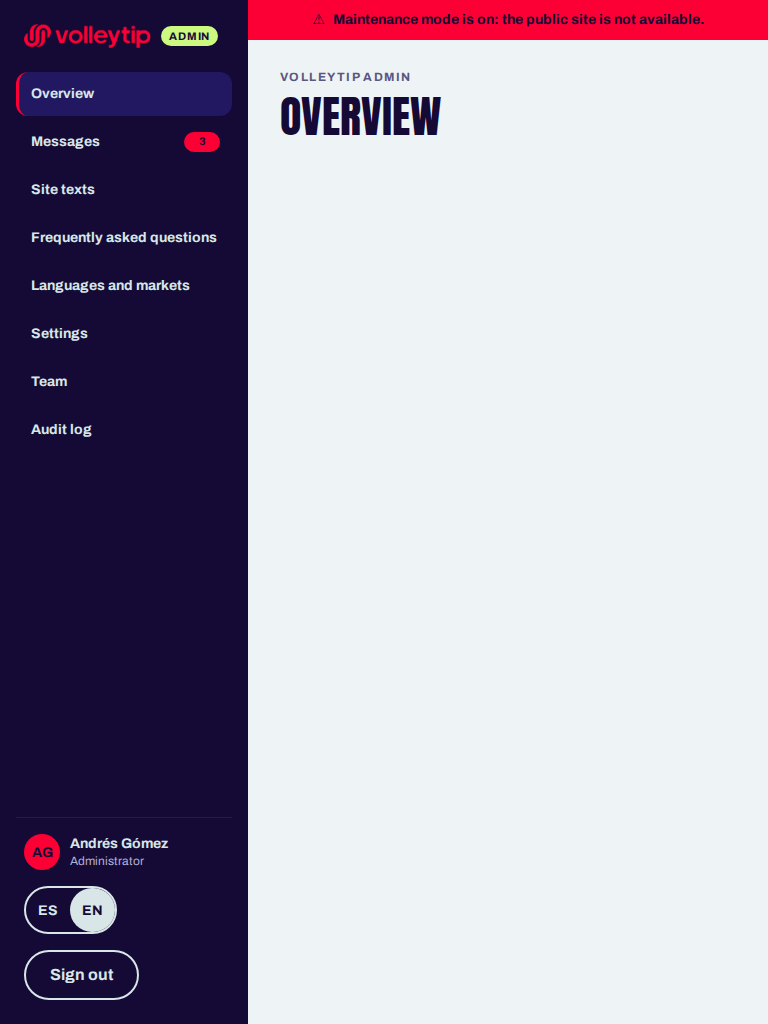 volleytip ADMIN
Overview
Messages 3
Site texts
Frequently asked questions
Languages and markets
Settings
Team
Audit log
AG Andrés Gómez
Administrator
ES EN
Sign out
⚠ Maintenance mode is on: the public site is not available.
VOLLEYTIP ADMIN
OVERVIEW